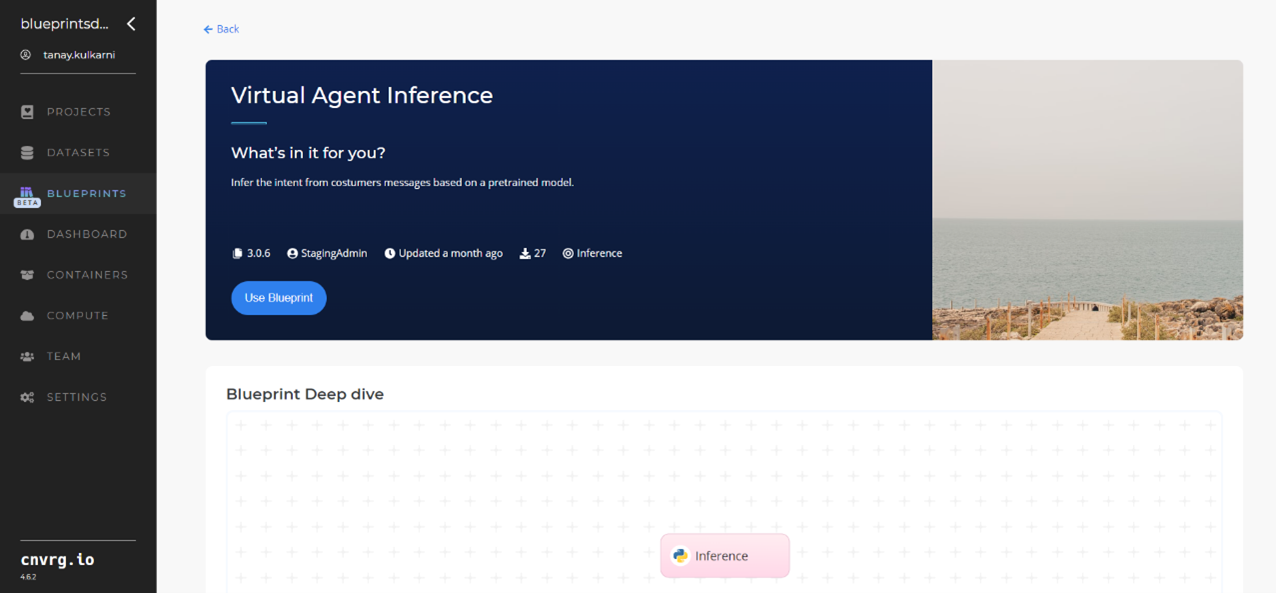 blueprintsd...
tanay.kulkarni
PROJECTS
DATASETS
BLUEPRINTS
BETA
DASHBOARD
CONTAINERS
COMPUTE
TEAM
SETTINGS
cnvrg.io
4.6.2
Back
Virtual Agent Inference
What's in it for you?
Infer the intent from costumers messages based on a pretrained model.
3.0.6 StagingAdmin Updated a month ago 27 Inference
Use Blueprint
Blueprint Deep dive
Inference